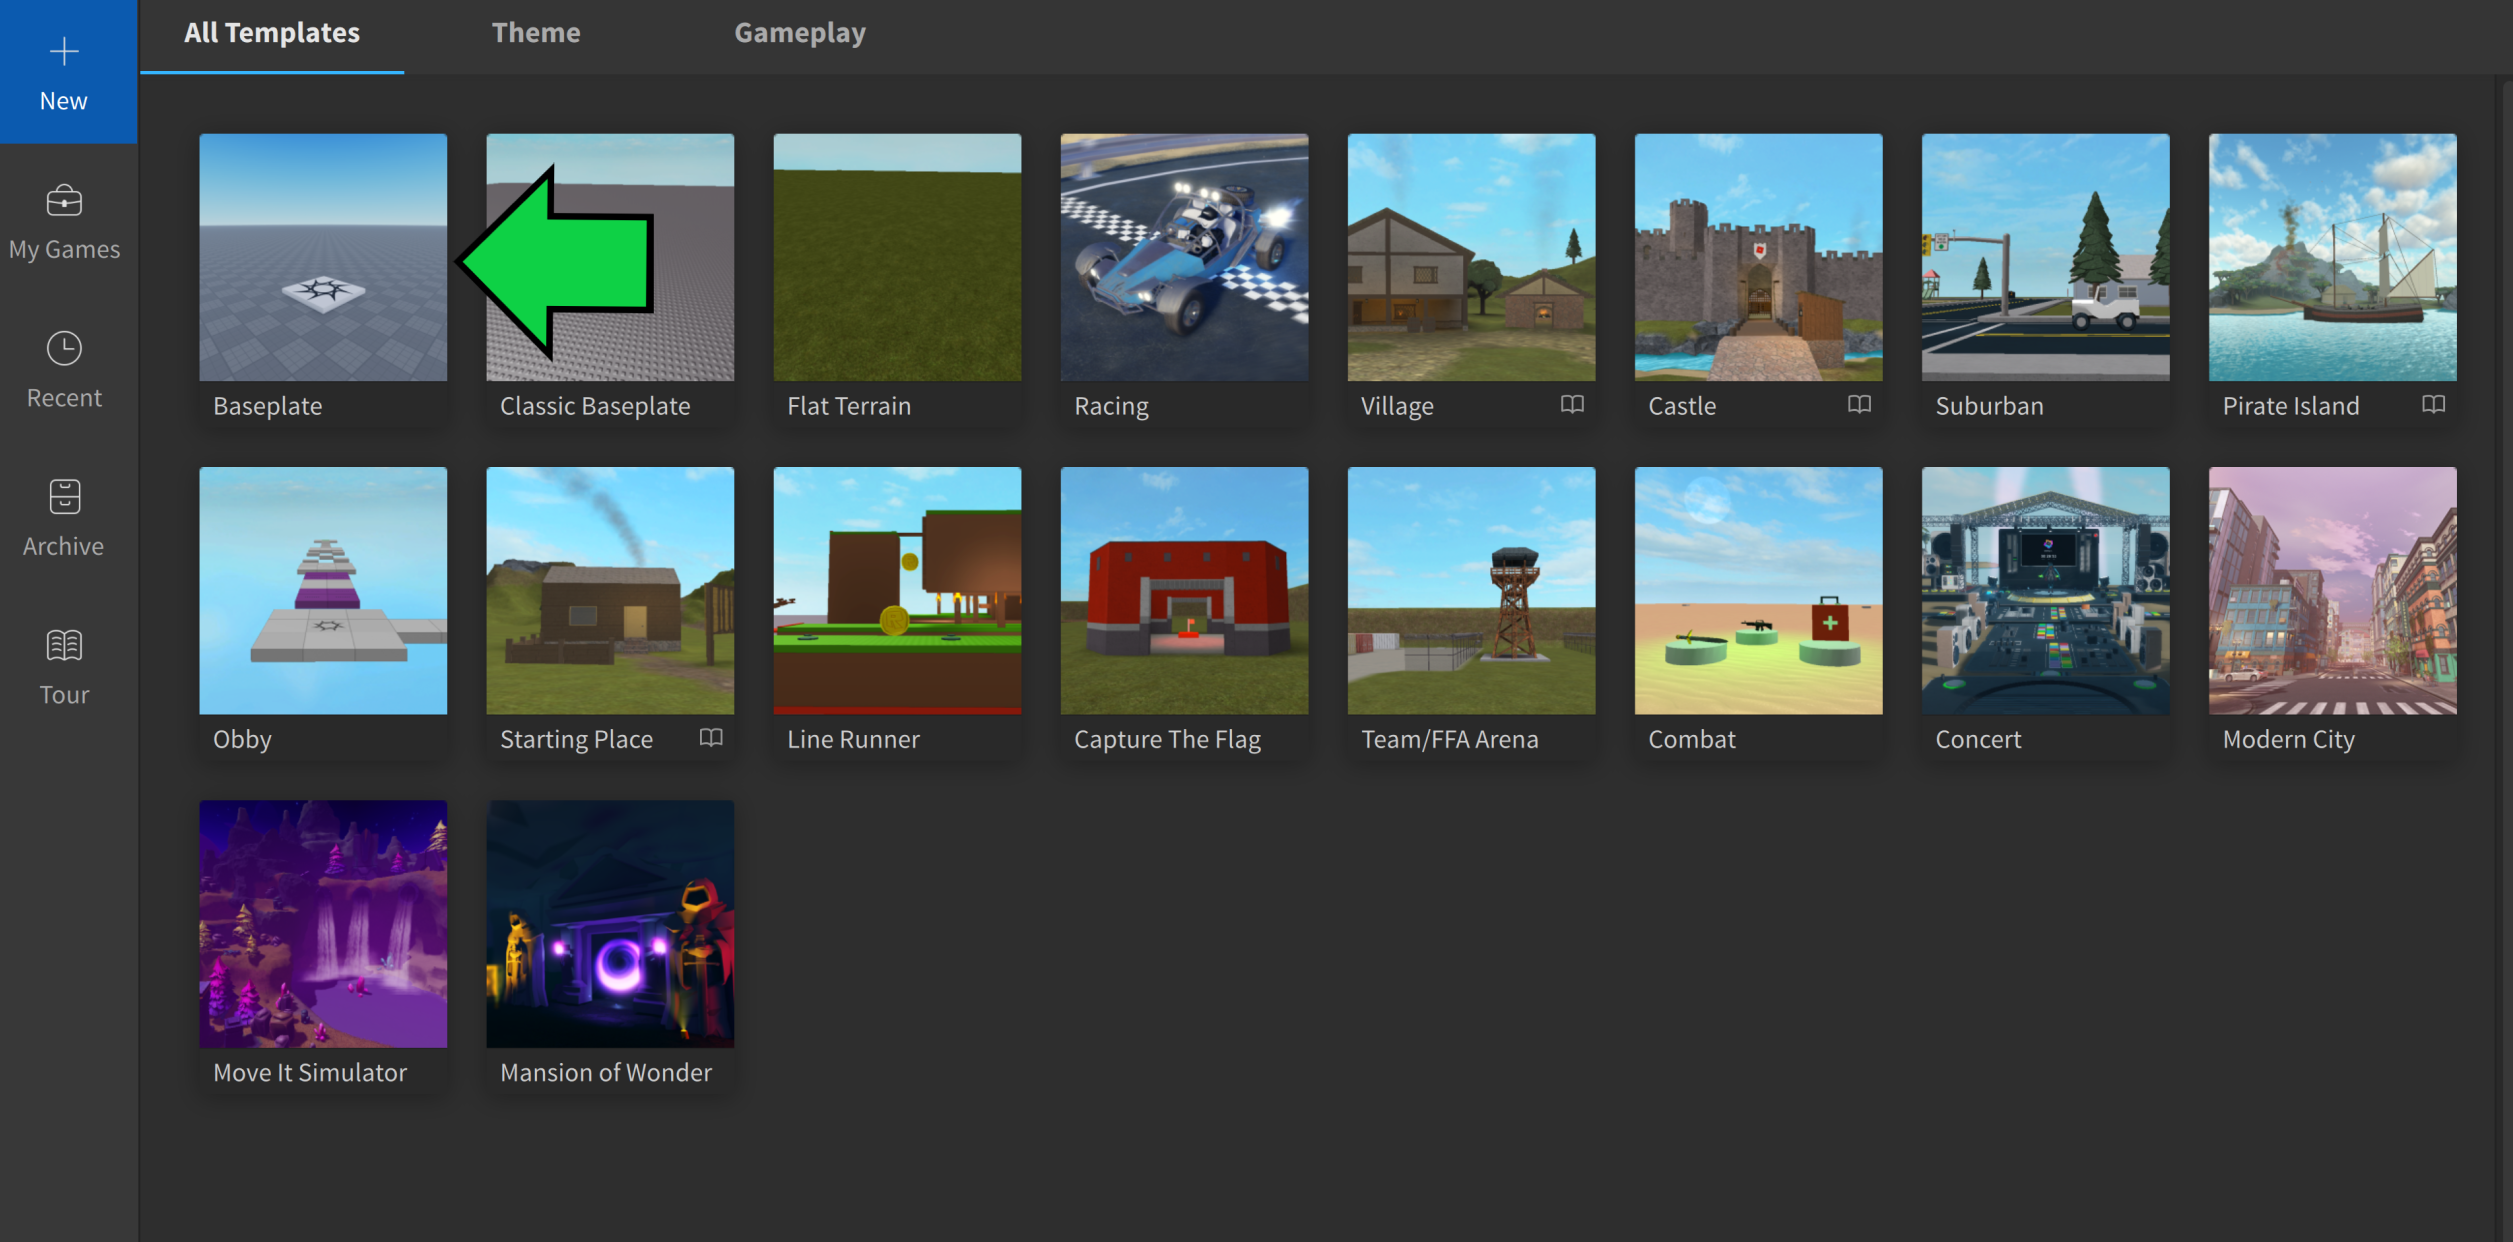 All Templates
Theme
Gameplay
New
My Games
Recent
Archive
Tour
Baseplate
Classic Baseplate
Flat Terrain
Racing
Village
Castle
Suburban
Pirate Island
Obby
Starting Place
Line Runner
Capture The Flag
Team/FFA Arena
Combat
Concert
Modern City
Move It Simulator
Mansion of Wonder